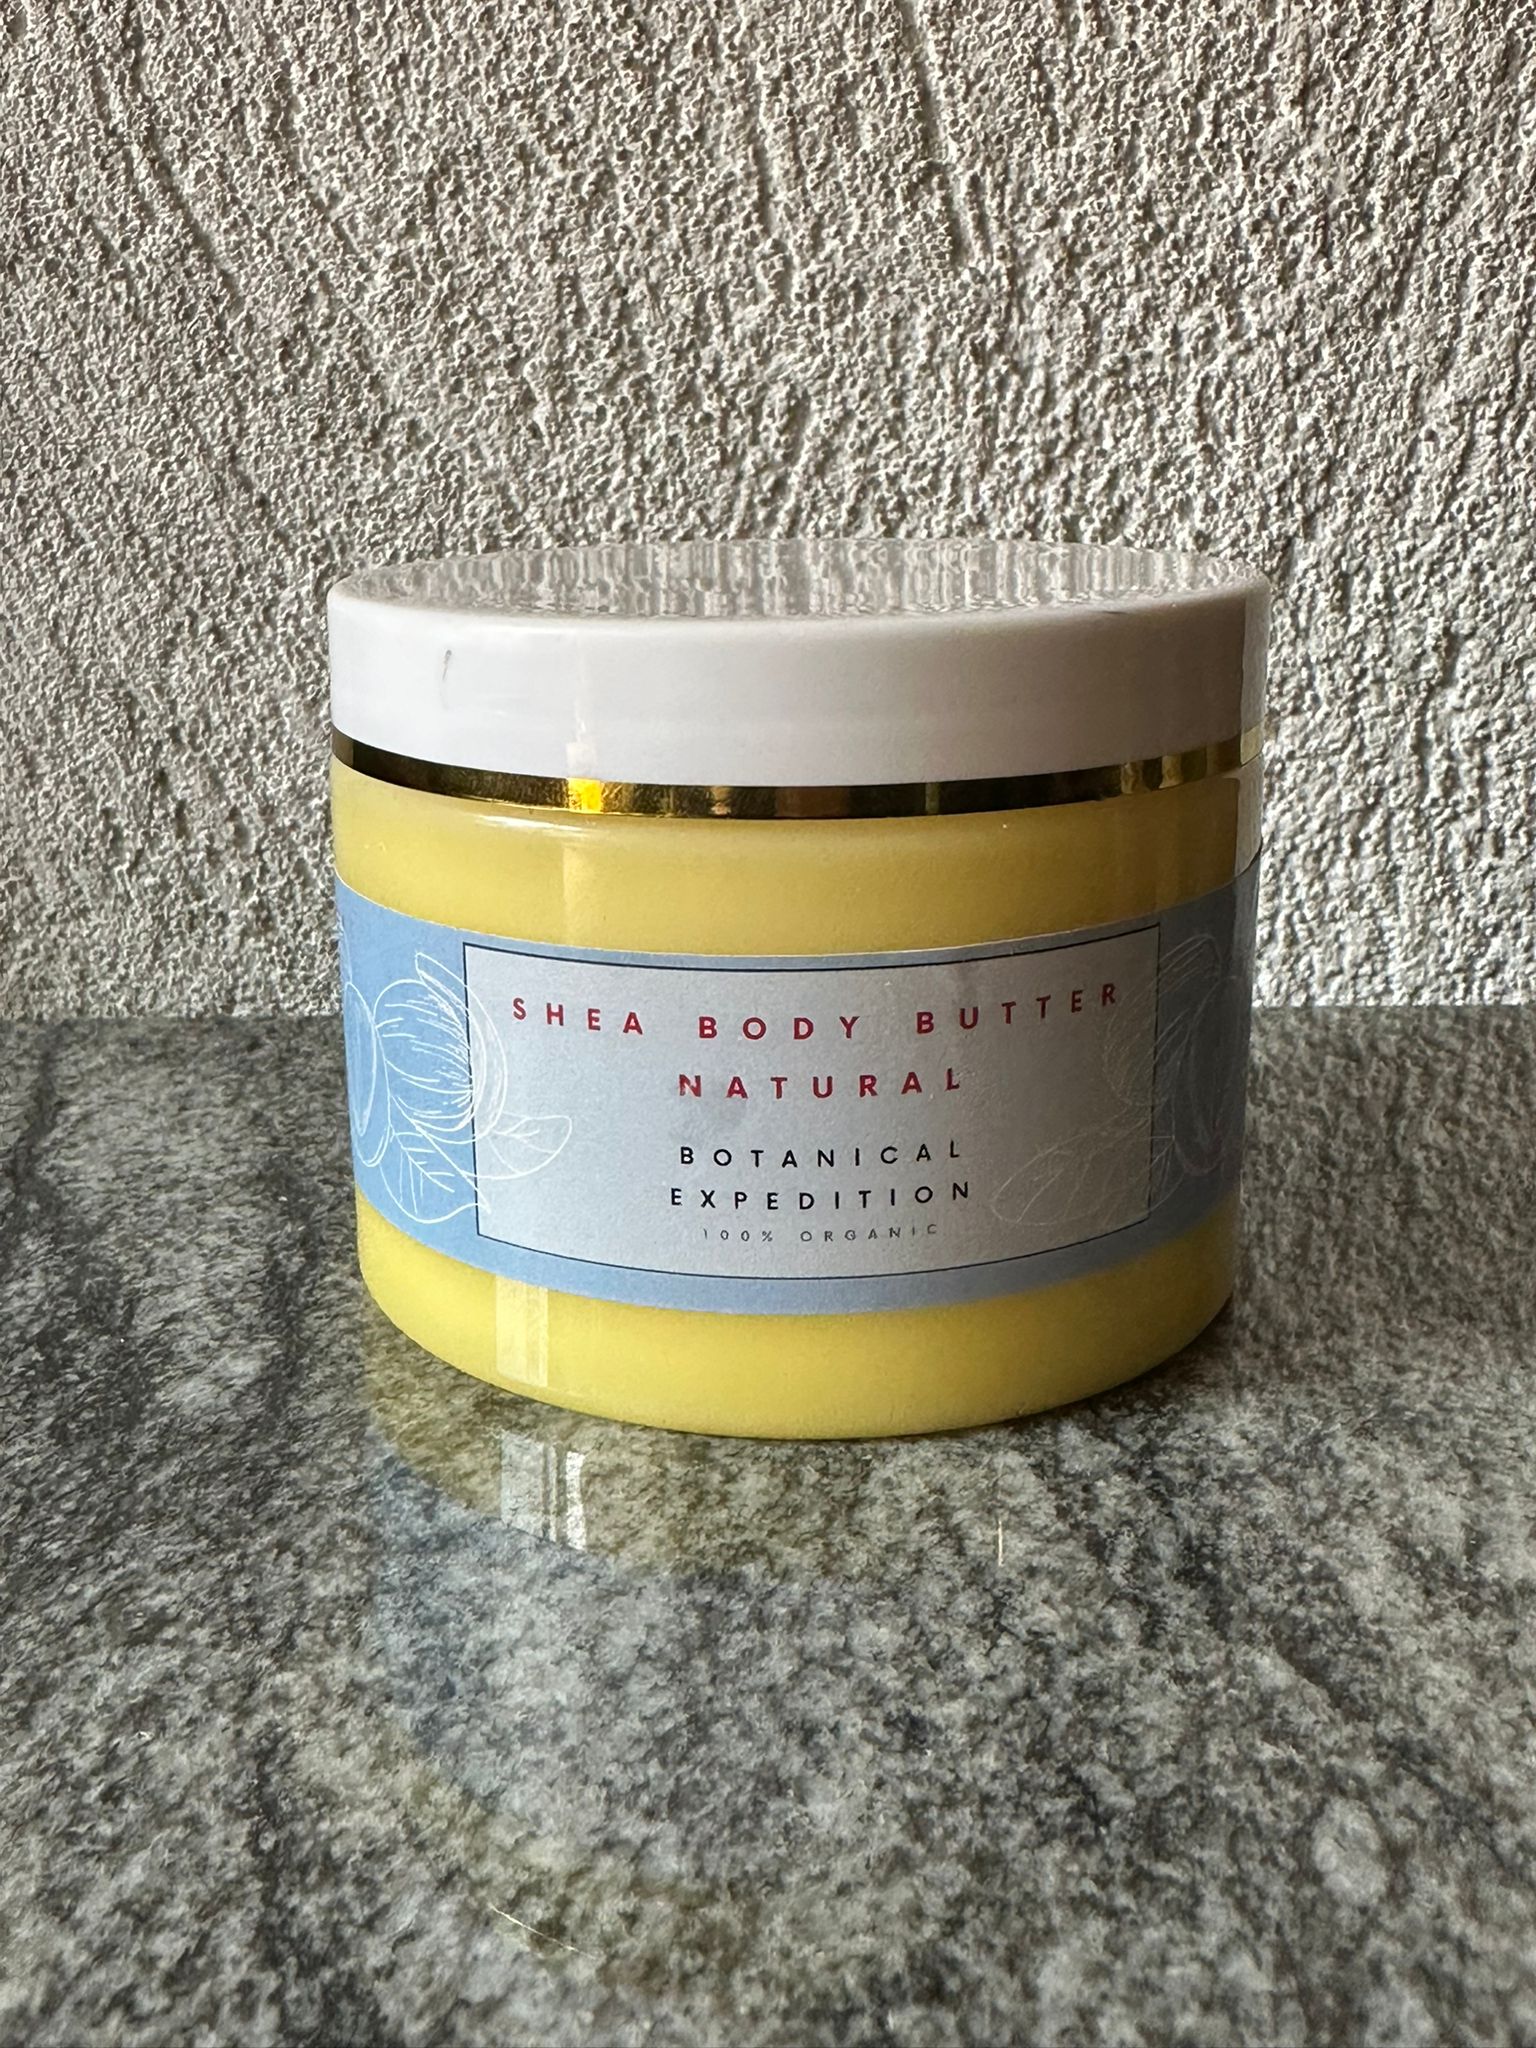 SHEA BODY BUTTER
NATURAL
BOTANICAL
EXPEDITION
100% ORGANIC